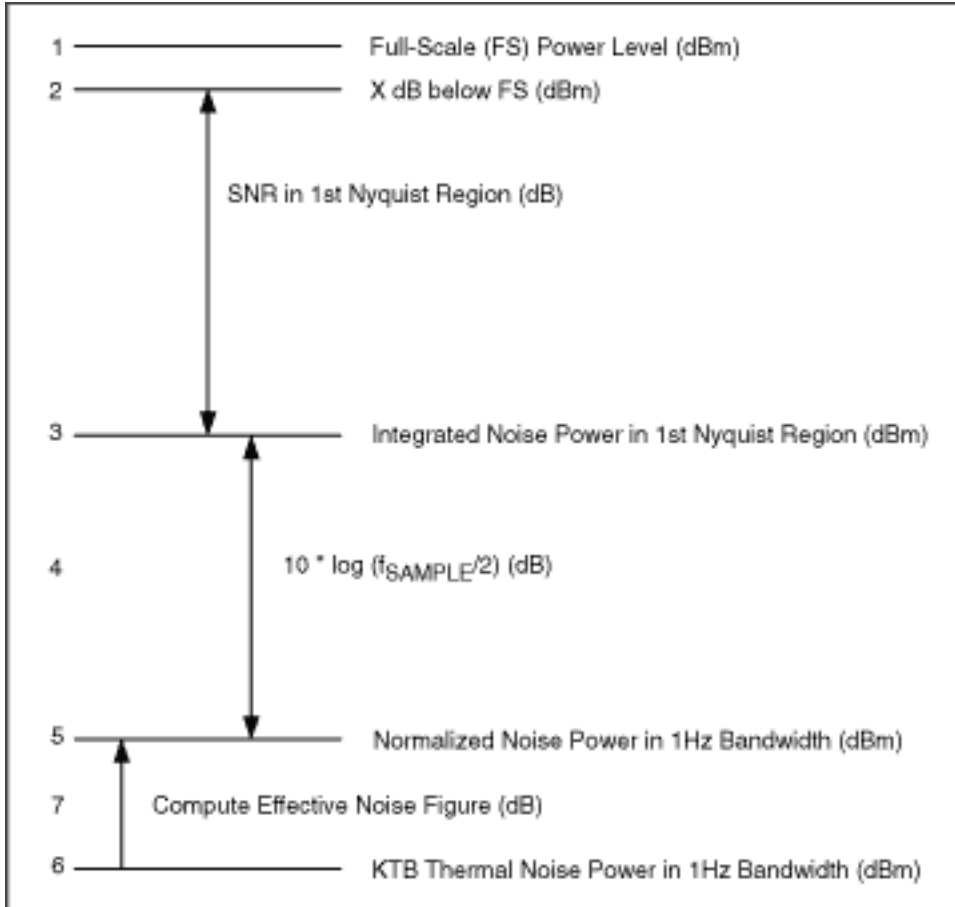 1 Full-Scale (FS) Power Level (dBm)
2 X dB below FS (dBm)
SNR in 1st Nyquist Region (dB)
3 Integrated Noise Power in 1st Nyquist Region (dBm)
4 10 * log (fSAMPLE/2) (dB)
5 Normalized Noise Power in 1Hz Bandwidth (dBm)
7 Compute Effective Noise Figure (dB)
6 KTB Thermal Noise Power in 1Hz Bandwidth (dBm)